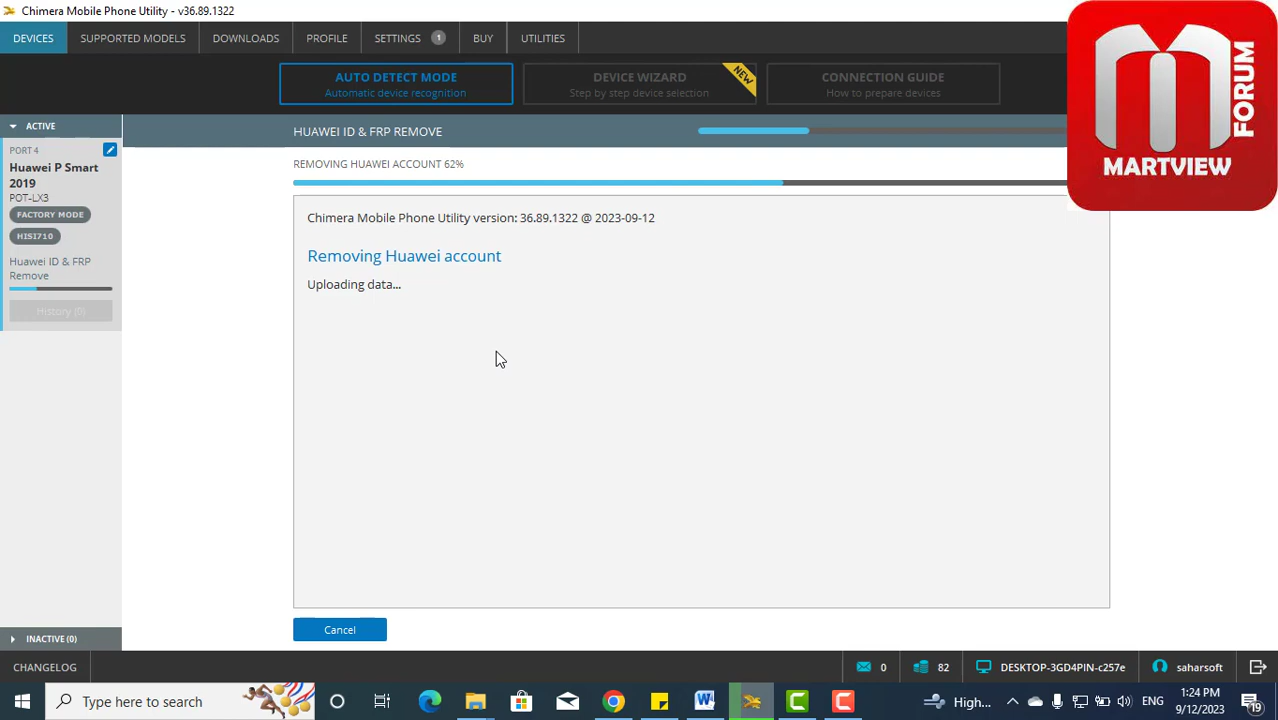 Chimera Mobile Phone Utility - v36.89.1322
DEVICES
SUPPORTED MODELS
DOWNLOADS
PROFILE
SETTINGS 1
BUY
UTILITIES
AUTO DETECT MODE
Automatic device recognition
DEVICE WIZARD
Step by step device selection
NEW
CONNECTION GUIDE
How to prepare devices
MARTVIEW
FORUM
ACTIVE
PORT 4
Huawei P Smart
2019
POT-LX3
FACTORY MODE
HISI710
Huawei ID & FRP
Remove
History (0)
HUAWEI ID & FRP REMOVE
REMOVING HUAWEI ACCOUNT 62%
Chimera Mobile Phone Utility version: 36.89.1322 @ 2023-09-12
Removing Huawei account
Uploading data...
Cancel
INACTIVE (0)
CHANGELOG
0
82
DESKTOP-3GD4PIN-c257e
saharsoft
Type here to search
High...
ENG
1:24 PM
9/12/2023
19